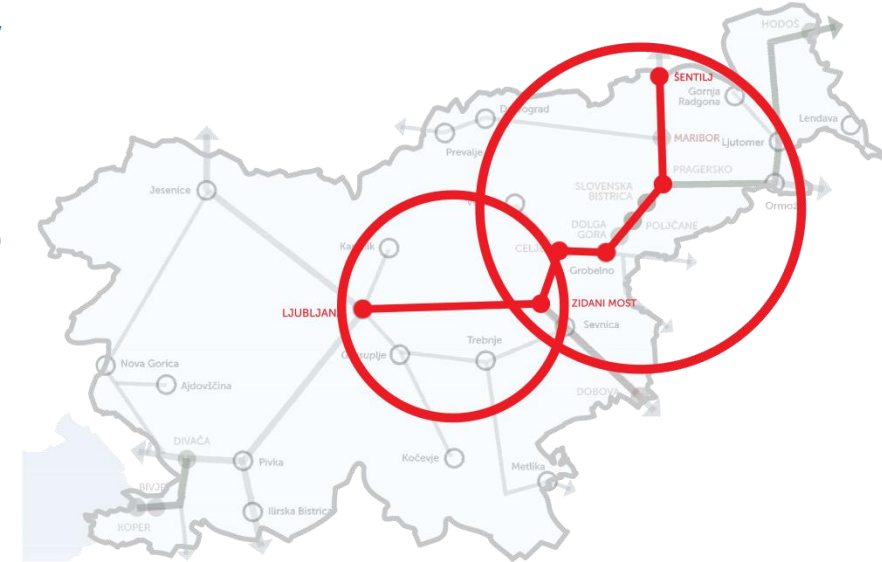 HODOŠ
ŠENTILJ
Gornja
Radgona
Lendava
Dravograd
MARIBOR
Ljutomer
Prevalje
PRAGERSKO
Jesenice
SLOVENSKA
BISTRICA
Ormož
DOLGA
GORA
POLJČANE
Kamnik
CELJE
Grobelno
LJUBLJANA
ZIDANI MOST
Sevnica
Trebnje
Grosuplje
Nova Gorica
Ajdovščina
DOBOVA
DIVAČA
Pivka
Kočevje
Metlika
BIVJE
Ilirska Bistrica
KOPER